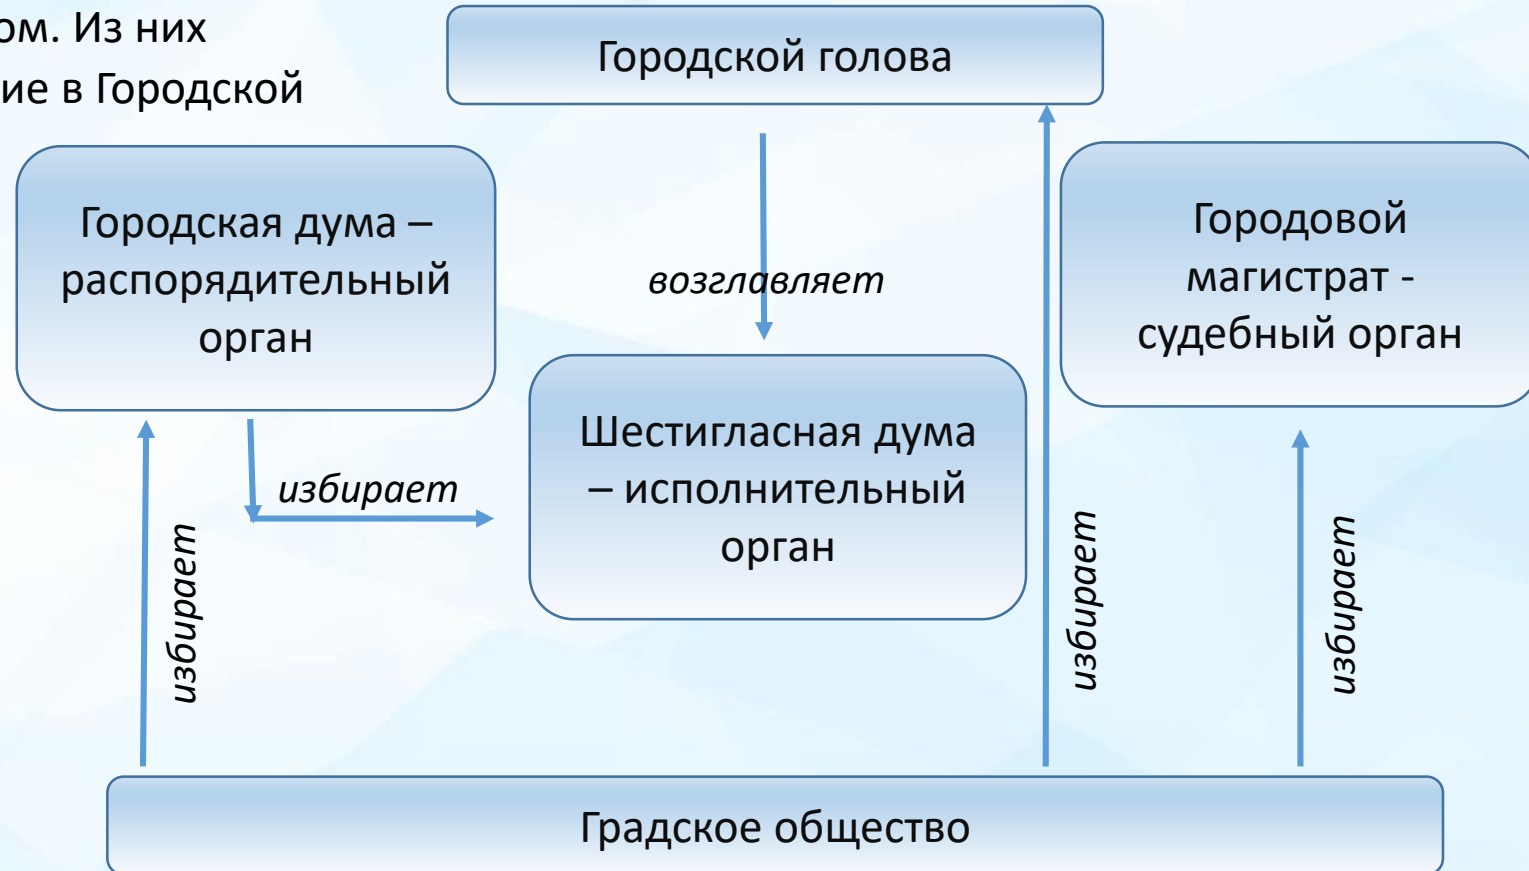 ом. Из них
ие в Городской
Городской голова
Городская дума –
распорядительный
орган
возглавляет
Городовой
магистрат -
судебный орган
Шестигласная дума
– исполнительный
орган
избирает
избирает
избирает
избирает
Градское общество